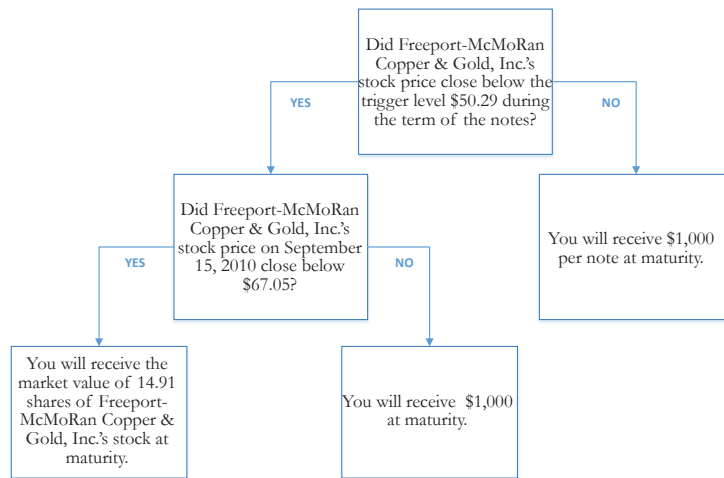 Did Freeport-McMoRan
Copper & Gold, Inc.'s
stock price close below the
trigger level $50.29 during
the term of the notes?
YES
NO
Did Freeport-McMoRan
Copper & Gold, Inc.'s
stock price on September
15, 2010 close below
$67.05?
You will receive $1,000
per note at maturity.
YES
NO
You will receive the
market value of 14.91
shares of Freeport-
McMoRan Copper &
Gold, Inc.'s stock at
maturity.
You will receive $1,000
at maturity.